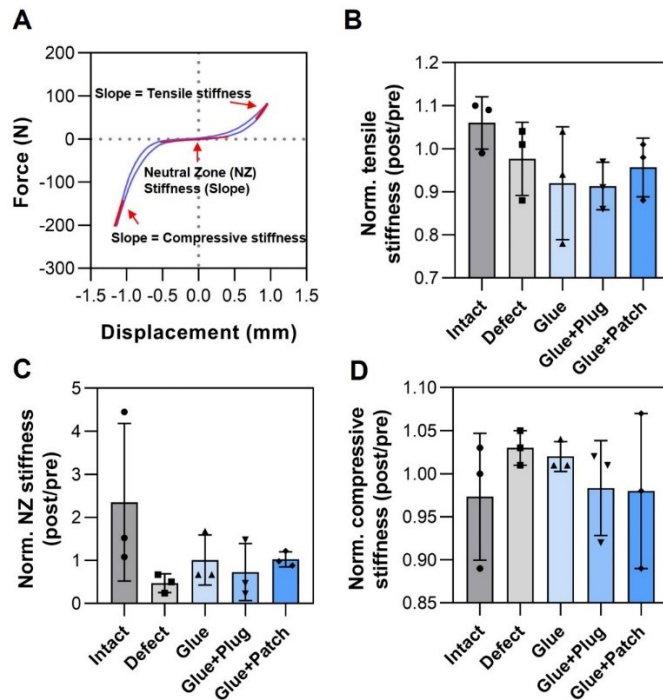 A
Force (N)
200
100
0
-100
-200
-300
Slope = Tensile stiffness
Neutral Zone (NZ)
Stiffness (Slope)
Slope = Compressive stiffness
-1.5 -1.0 -0.5 0.0 0.5 1.0 1.5
Displacement (mm)
B
Norm. tensile
stiffness (post/pre)
1.2
1.1
1.0
0.9
0.8
0.7
Intact
Defect
Glue
Glue+Plug
Glue+Patch
C
Norm. NZ stiffness
(post/pre)
5
4
3
2
1
0
Intact
Defect
Glue
Glue+Plug
Glue+Patch
D
Norm. compressive
stiffness (post/pre)
1.10
1.05
1.00
0.95
0.90
0.85
Intact
Defect
Glue
Glue+Plug
Glue+Patch